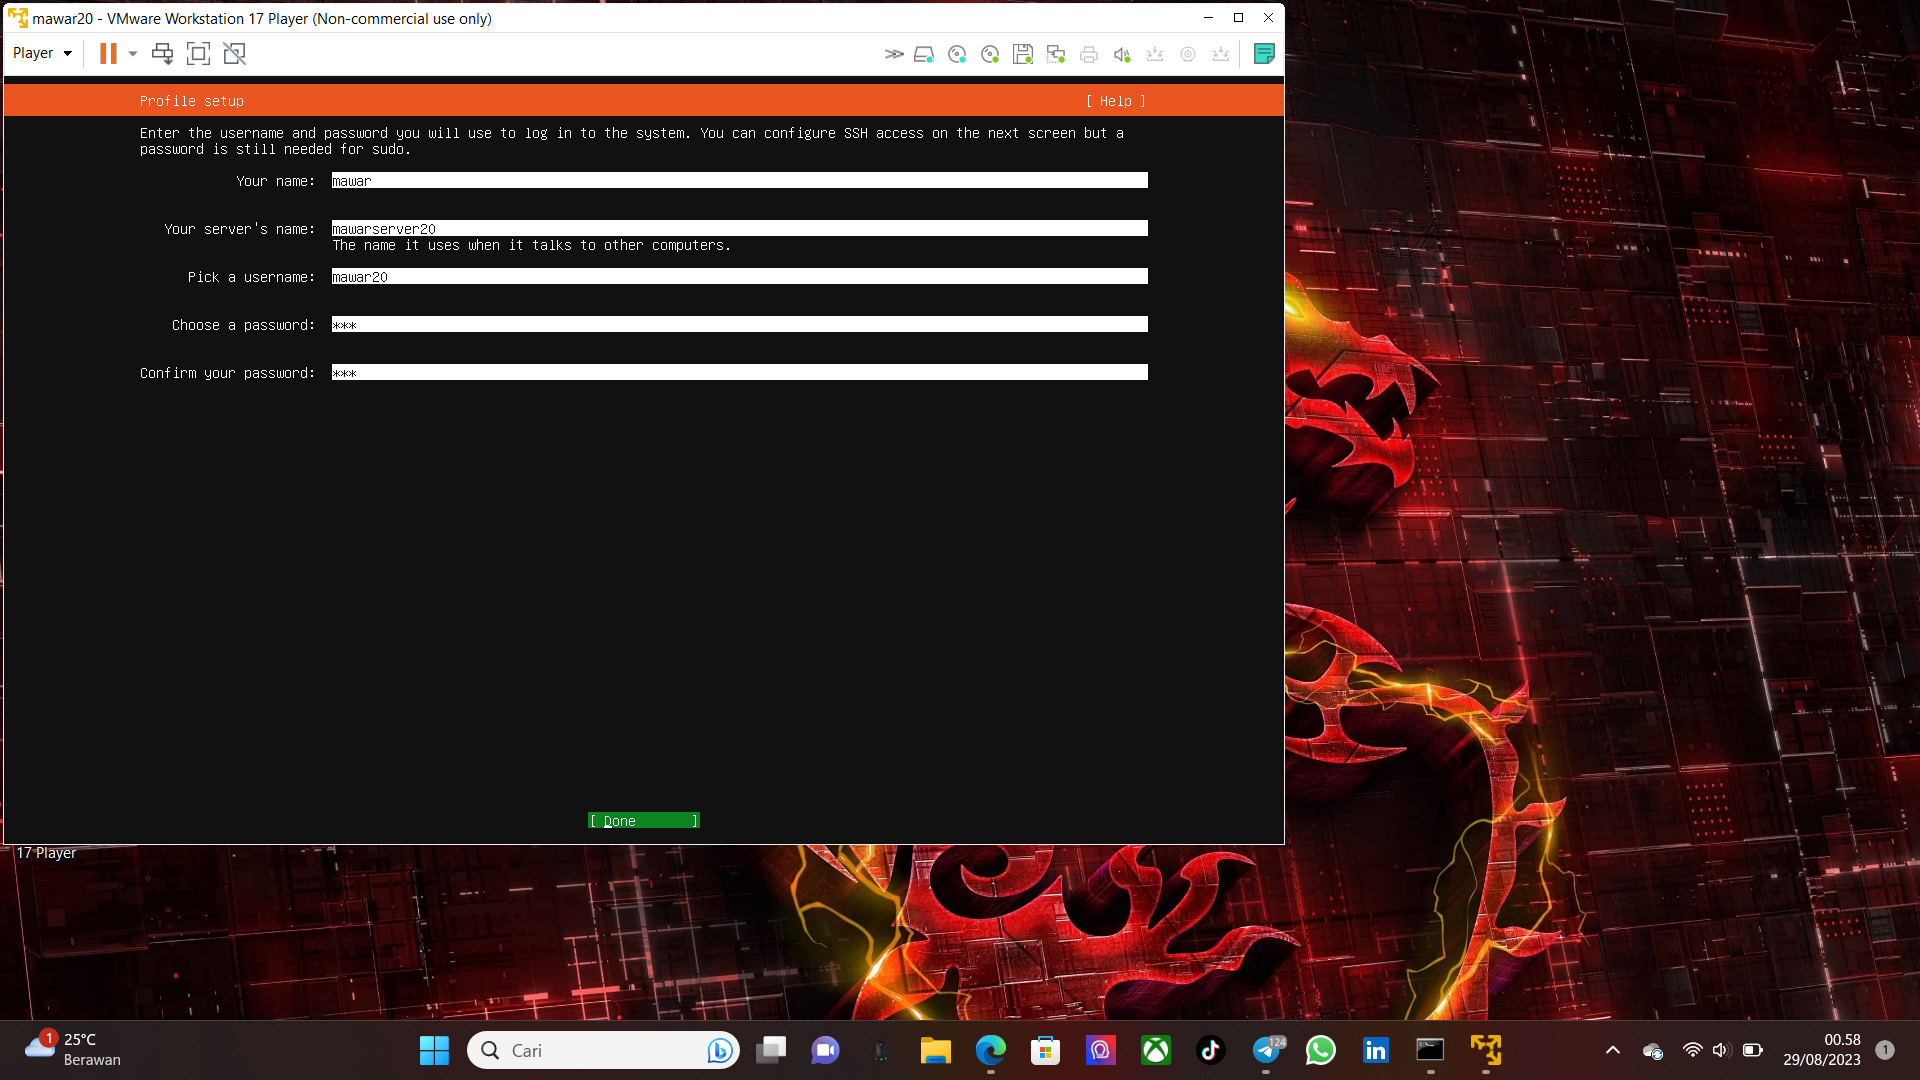 mawar20 - VMware Workstation 17 Player (Non-commercial use only)
Player
Profile setup
[ Help ]
Enter the username and password you will use to log in to the system. You can configure SSH access on the next screen but a
password is still needed for sudo.
Your name: mawar
Your server's name: mawarserver20
The name it uses when it talks to other computers.
Pick a username: mawar20
Choose a password: ***
Confirm your password: ***
[ Done ]
17 Player
1
25°C
Berawan
Cari
124
00.58
29/08/2023
1